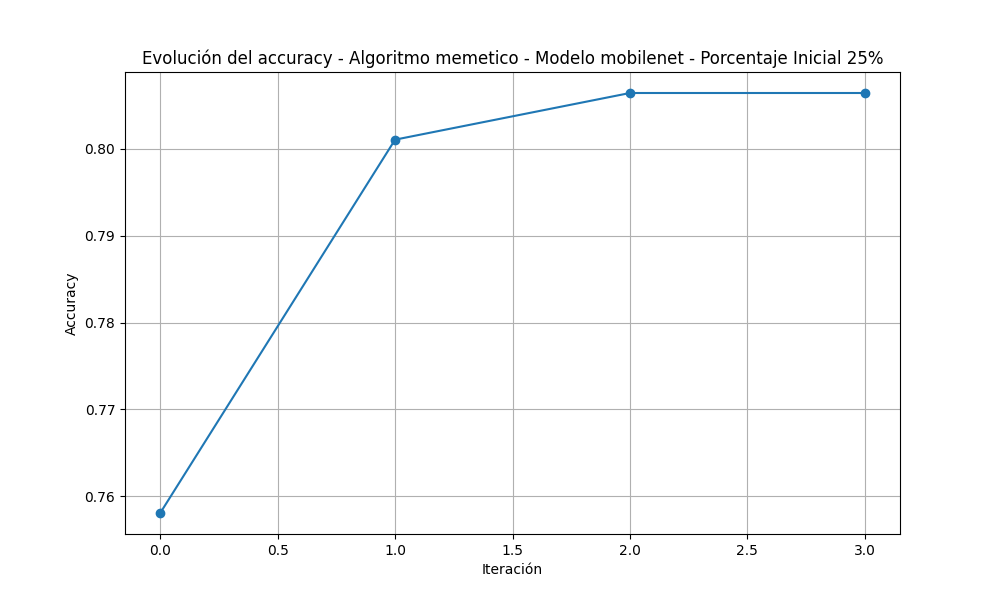 Evolución del accuracy - Algoritmo memetico - Modelo mobilenet - Porcentaje Inicial 25%
0.80
0.79
0.78
0.77
0.76
Accuracy
0.0 0.5 1.0 1.5 2.0 2.5 3.0
Iteración